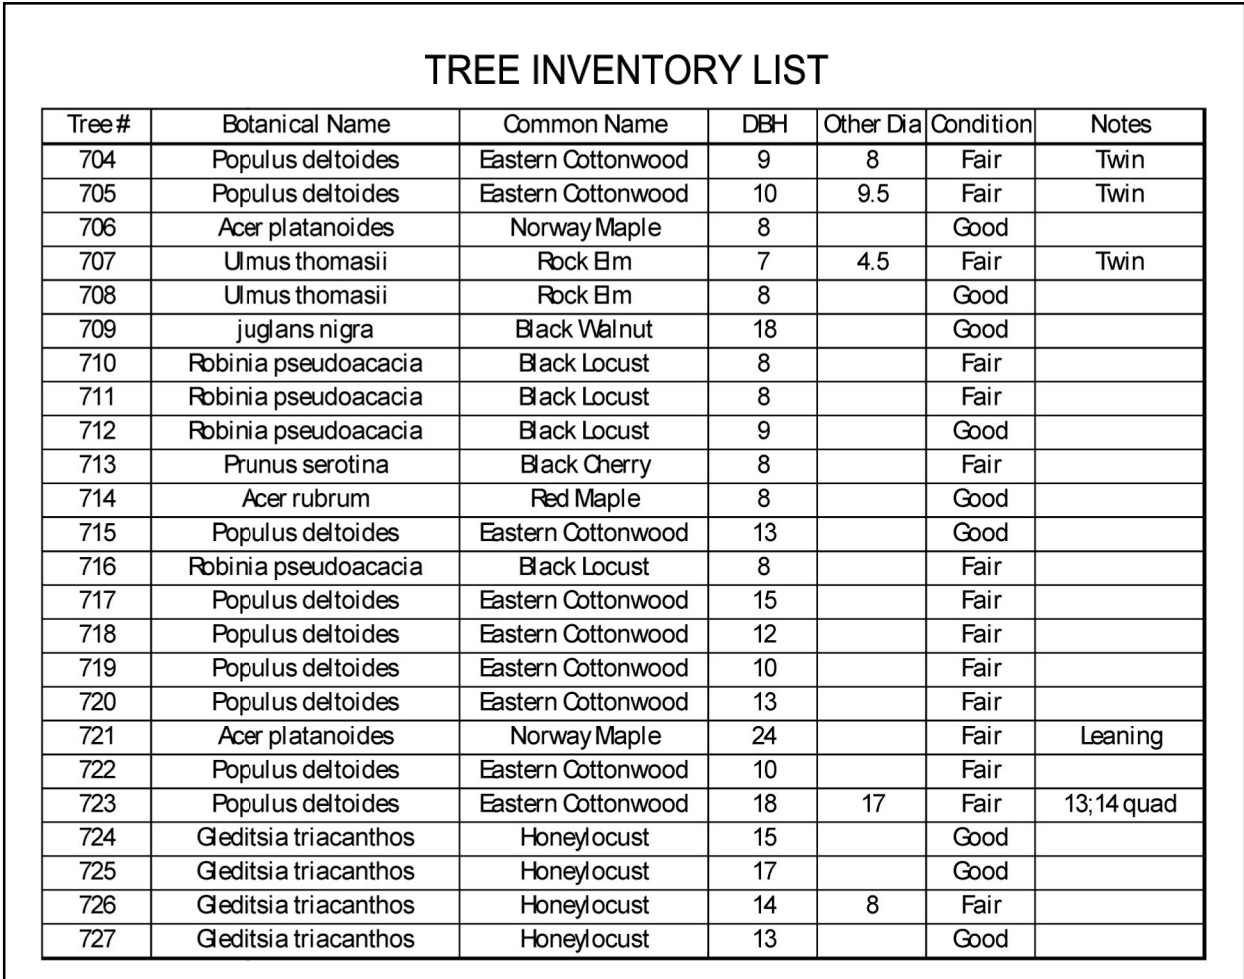 TREE INVENTORY LIST
Tree # Botanical Name Common Name DBH Other Dia Condition Notes
704 Populus deltoides Eastern Cottonwood 9 8 Fair Twin
705 Populus deltoides Eastern Cottonwood 10 9.5 Fair Twin
706 Acer platanoides Norway Maple 8 Good
707 Ulmus thomasii Rock Elm 7 4.5 Fair Twin
708 Ulmus thomasii Rock Elm 8 Good
709 juglans nigra Black Walnut 18 Good
710 Robinia pseudoacacia Black Locust 8 Fair
711 Robinia pseudoacacia Black Locust 8 Fair
712 Robinia pseudoacacia Black Locust 9 Good
713 Prunus serotina Black Cherry 8 Fair
714 Acer rubrum Red Maple 8 Good
715 Populus deltoides Eastern Cottonwood 13 Good
716 Robinia pseudoacacia Black Locust 8 Fair
717 Populus deltoides Eastern Cottonwood 15 Fair
718 Populus deltoides Eastern Cottonwood 12 Fair
719 Populus deltoides Eastern Cottonwood 10 Fair
720 Populus deltoides Eastern Cottonwood 13 Fair
721 Acer platanoides Norway Maple 24 Fair Leaning
722 Populus deltoides Eastern Cottonwood 10 Fair
723 Populus deltoides Eastern Cottonwood 18 17 Fair 13;14 quad
724 Gleditsia triacanthos Honeylocust 15 Good
725 Gleditsia triacanthos Honeylocust 17 Good
726 Gleditsia triacanthos Honeylocust 14 8 Fair
727 Gleditsia triacanthos Honeylocust 13 Good